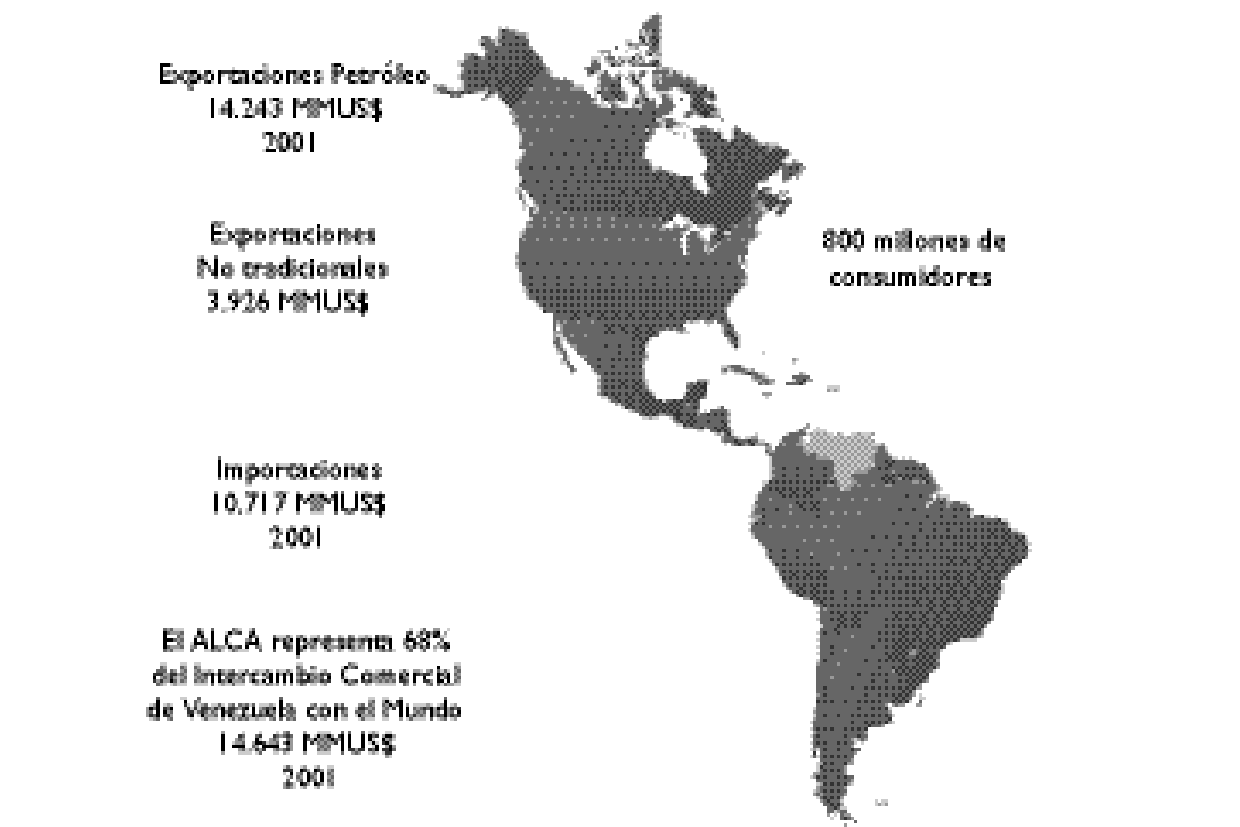 Exportaciones Petróleo
14.243 MMUS$
2001
Exportaciones
No tradicionales
3.926 MMUS$
800 millones de
consumidores
Importaciones
10.717 MMUS$
2001
El ALCA representa 68%
del Intercambio Comercial
de Venezuela con el Mundo
14.643 MMUS$
2001